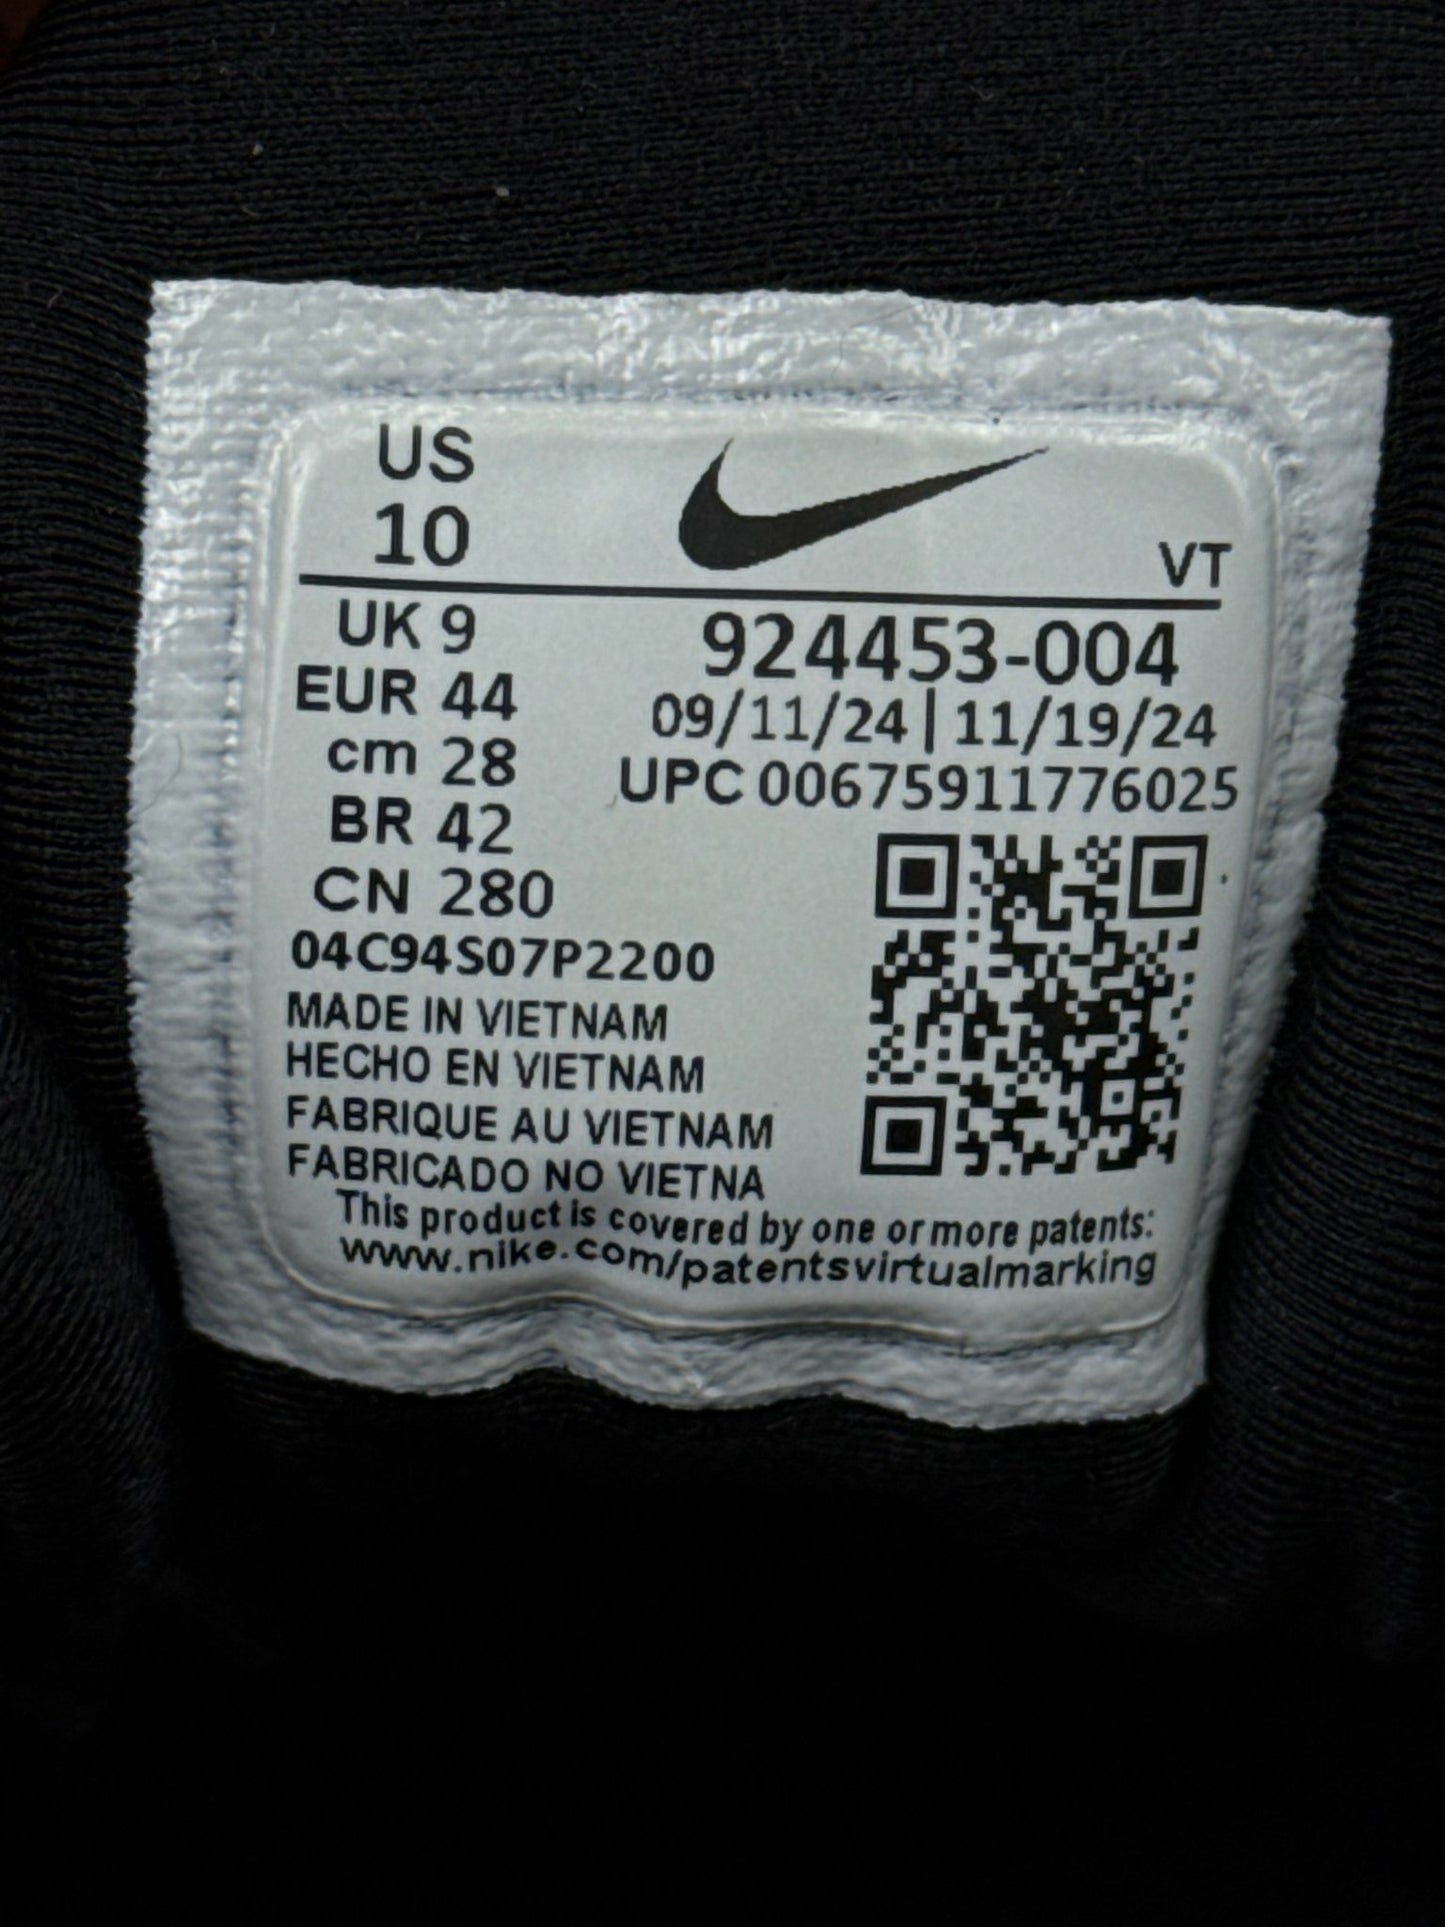 US
10
VT
UK 9
EUR 44
cm 28
BR 42
CN 280
924453-004
09/11/24 | 11/19/24
UPC 00675911776025
04C94S07P2200
MADE IN VIETNAM
HECHO EN VIETNAM
FABRIQUE AU VIETNAM
FABRICADO NO VIETNA
This product is covered by one or more patents:
www.nike.com/patentsvirtualmarking